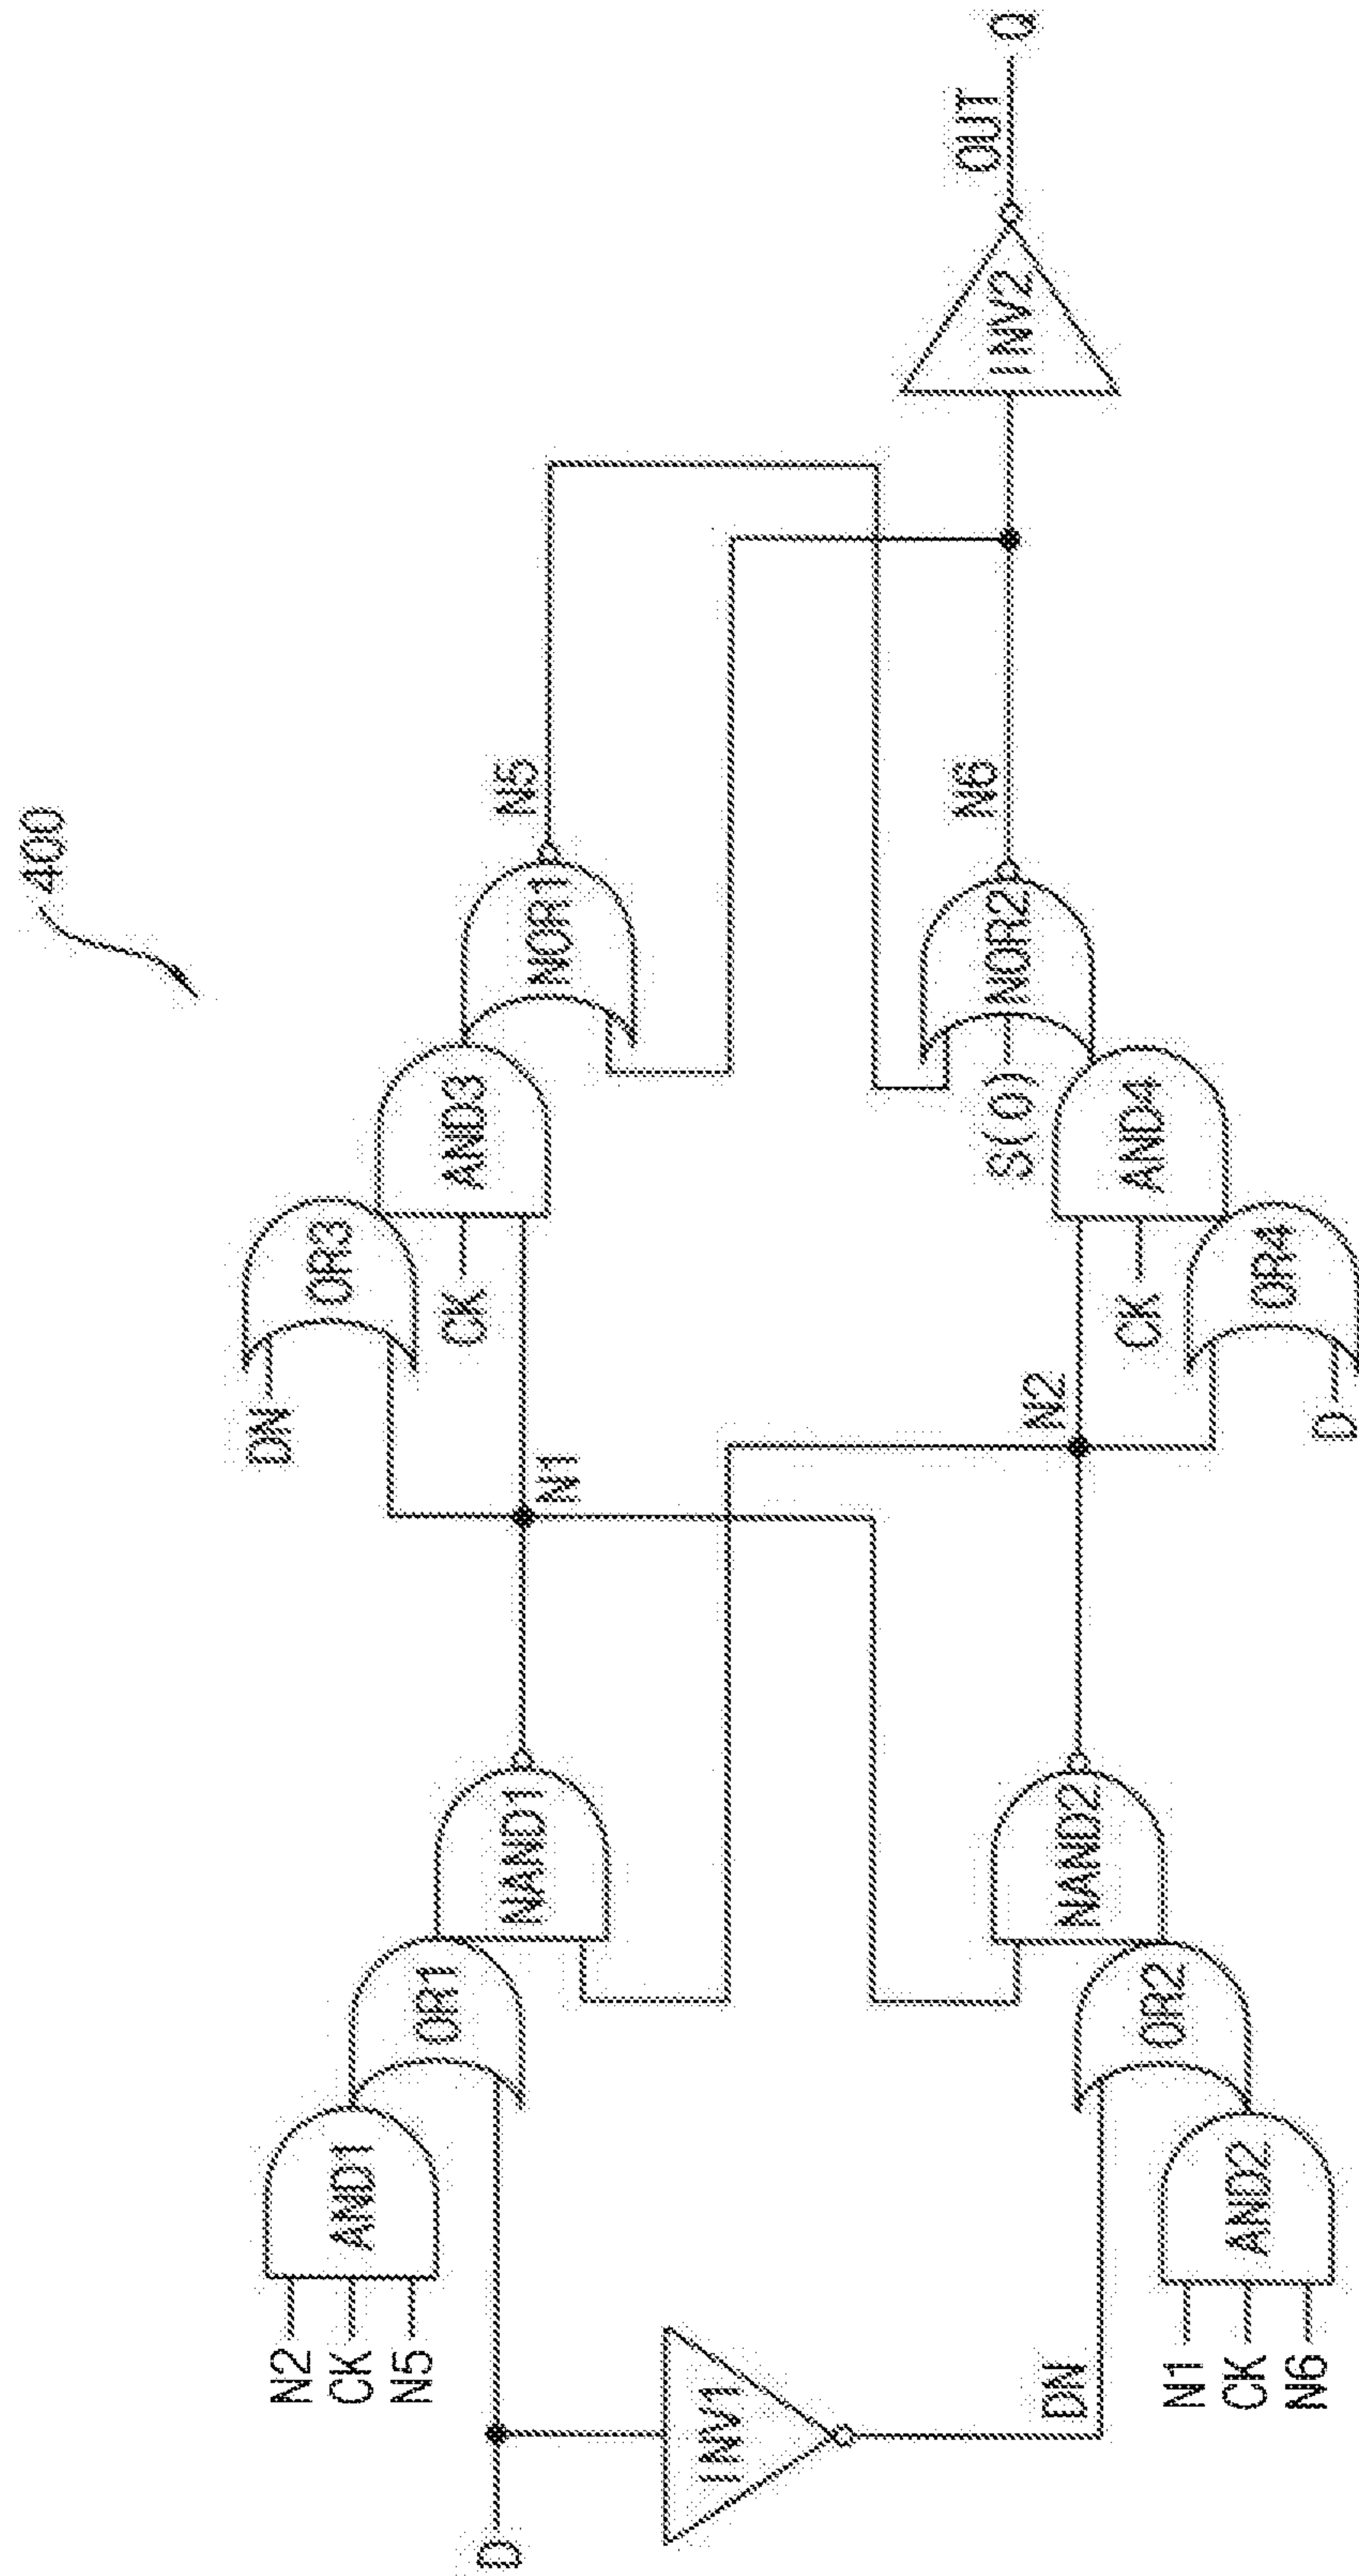 400
N2
CK
N5
AND1
OR1
NAND1
D
INV1
DN
N1
CK
N6
AND2
OR2
NAND2
N1
N2
DN
OR3
CK
AND3
NOR1
N5
S(0)
NOR2
N6
CK
AND4
OR4
D
INV2
OUT
Q